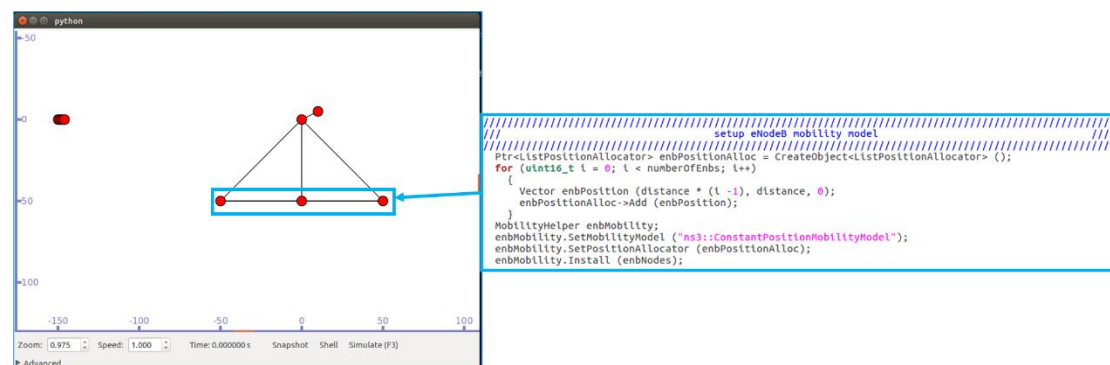 python
-50
0
50
100
-150 -100 -50 0 50 100
Zoom: 0.975 Speed: 1.000 Time: 0.000000 s Snapshot Shell Simulate (F3)
Advanced
////////////////////////////////////////////////////////////////////////////////////////////////////
/// setup eNodeB mobility model ///
////////////////////////////////////////////////////////////////////////////////////////////////////
Ptr<ListPositionAllocator> enbPositionAlloc = CreateObject<ListPositionAllocator> ();
for (uint16_t i = 0; i < numberOfEnbs; i++)
{
Vector enbPosition (distance * (i -1), distance, 0);
enbPositionAlloc->Add (enbPosition);
}
MobilityHelper enbMobility;
enbMobility.SetMobilityModel ("ns3::ConstantPositionMobilityModel");
enbMobility.SetPositionAllocator (enbPositionAlloc);
enbMobility.Install (enbNodes);